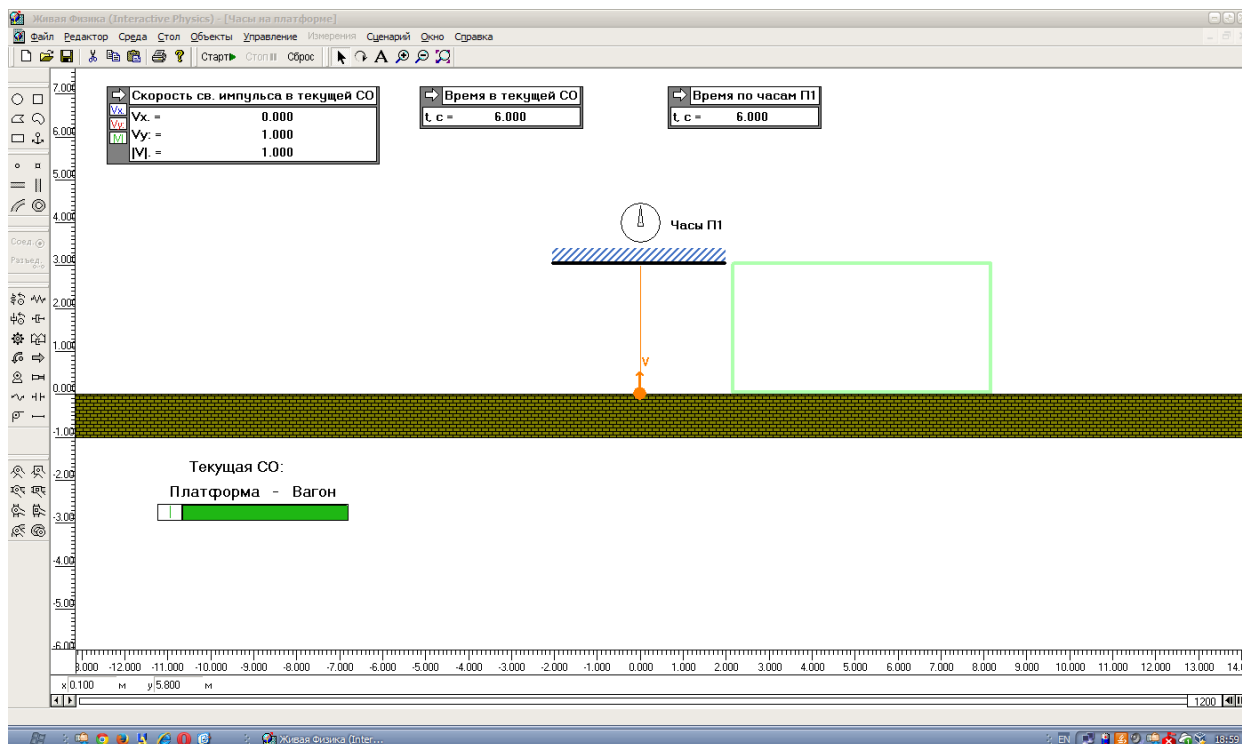 Живая Физика (Interactive Physics) - [Часы на платформе]
Файл Редактор Среда Стол Объекты Управление Измерения Сценарий Окно Справка
Старт Стоп Сброс A
Скорость св. импульса в текущей СО
Vx. Vx. = 0.000
Vy: Vy: = 1.000
|V| |V|. = 1.000
Время в текущей СО
t, с = 6.000
Время по часам П1
t, с = 6.000
7.000
6.000
5.000
4.000
3.000
2.000
1.000
0.000
-1.000
-2.000
-3.000
-4.000
-5.000
-6.000
Соед.
Разъед.
Часы П1
V
Текущая СО:
Платформа - Вагон
3.000 -12.000 -11.000 -10.000 -9.000 -8.000 -7.000 -6.000 -5.000 -4.000 -3.000 -2.000 -1.000 0.000 1.000 2.000 3.000 4.000 5.000 6.000 7.000 8.000 9.000 10.000 11.000 12.000 13.000 14.
x 0.100 м y 5.800 м
1200
Живая Физика (Inter...
EN 18:59